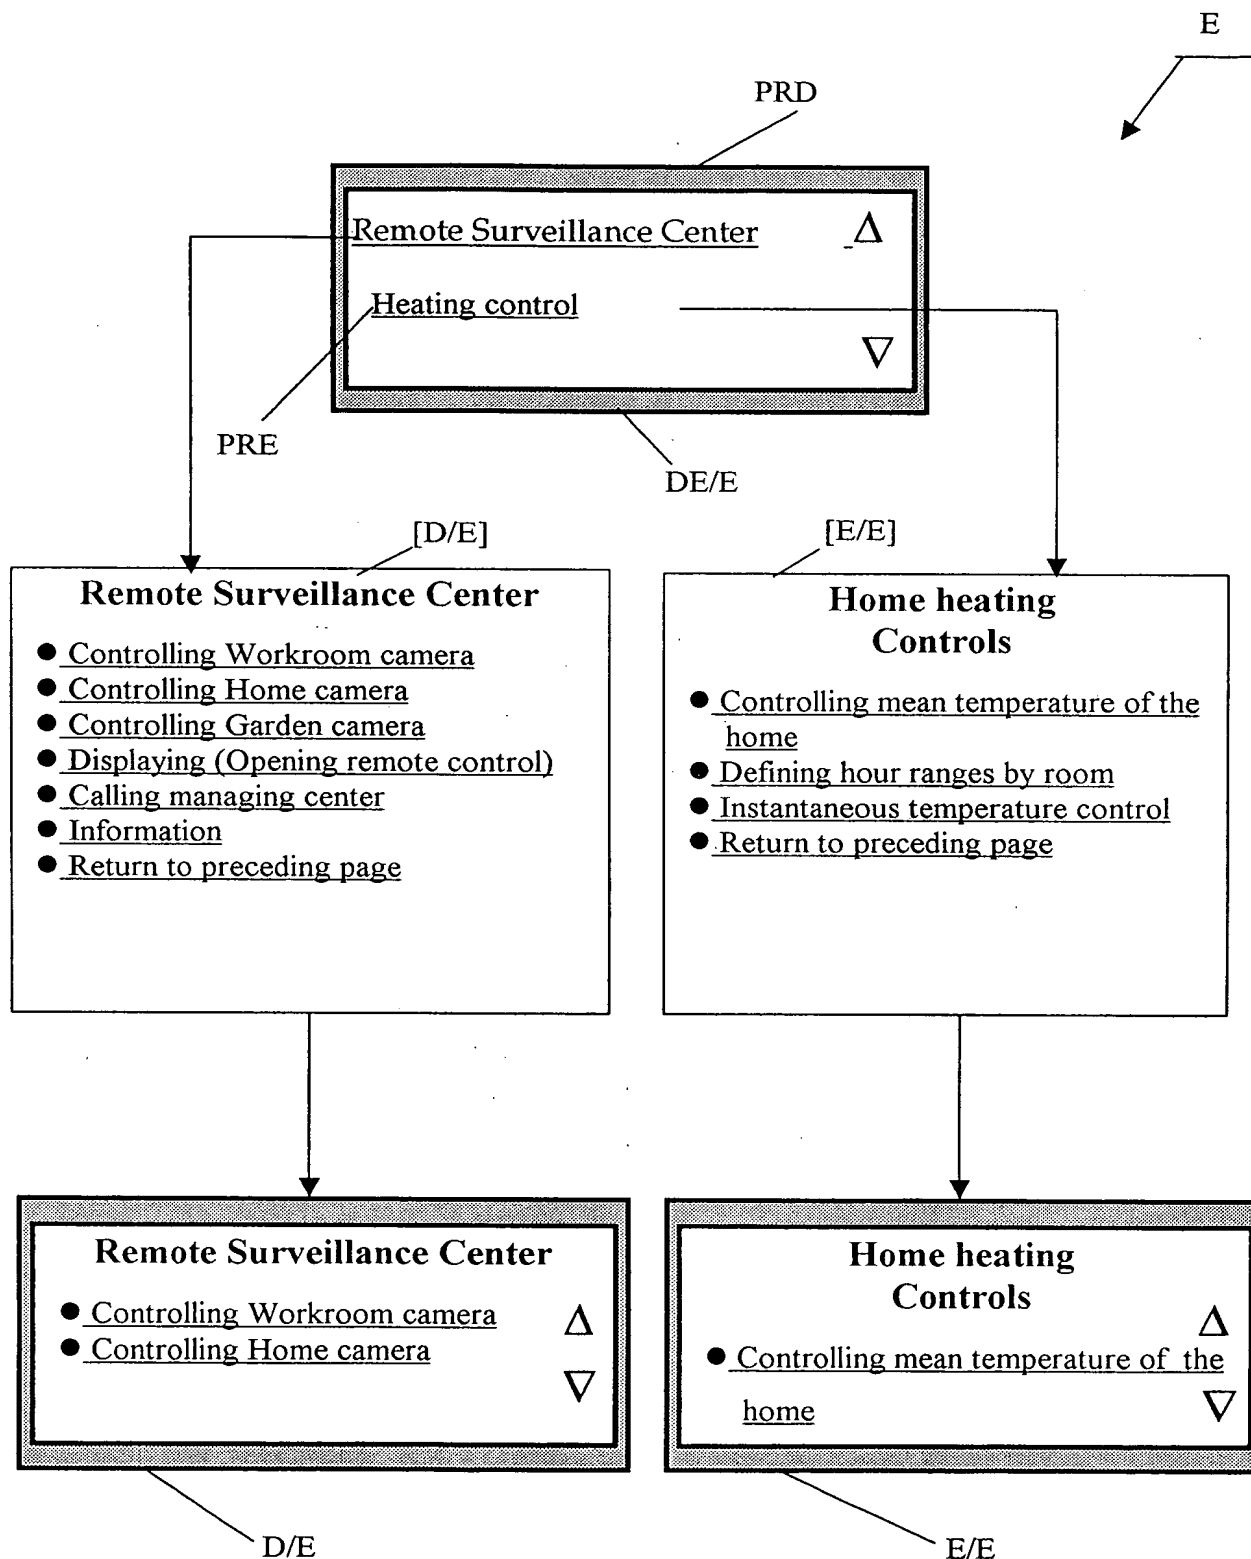 E
PRD
Remote Surveillance Center Δ
Heating control
∇
PRE
DE/E
[D/E]
Remote Surveillance Center
● Controlling Workroom camera
● Controlling Home camera
● Controlling Garden camera
● Displaying (Opening remote control)
● Calling managing center
● Information
● Return to preceding page
[E/E]
Home heating
Controls
● Controlling mean temperature of the
home
● Defining hour ranges by room
● Instantaneous temperature control
● Return to preceding page
Remote Surveillance Center
● Controlling Workroom camera Δ
● Controlling Home camera
∇
D/E
Home heating
Controls
Δ
● Controlling mean temperature of the
home ∇
E/E